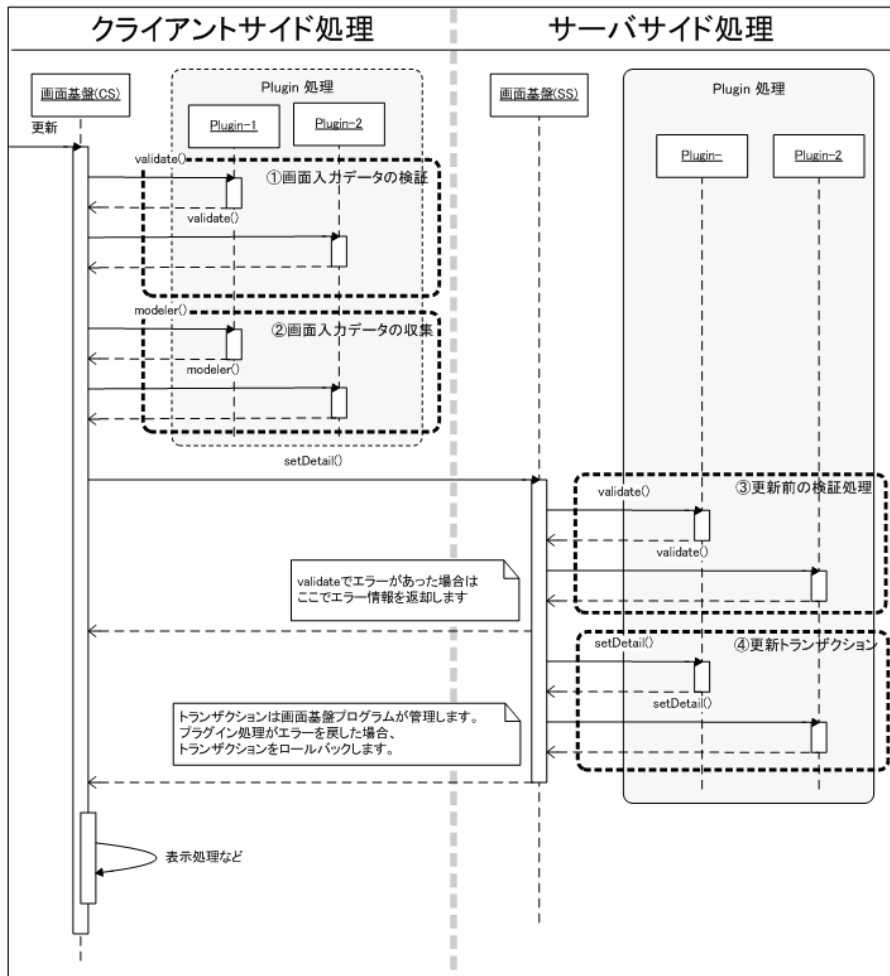 クライアントサイド処理
サーバサイド処理
画面基盤(CS)
Plugin 処理
Plugin-1
Plugin-2
画面基盤(SS)
Plugin 処理
Plugin-
Plugin-2
更新
validate()
①画面入力データの検証
validate()
modeler()
②画面入力データの収集
modeler()
setDetail()
validate()
③更新前の検証処理
validate()
validateでエラーがあった場合は
ここでエラー情報を返却します
setDetail()
④更新トランザクション
setDetail()
トランザクションは画面基盤プログラムが管理します。
プラグイン処理がエラーを戻した場合、
トランザクションをロールバックします。
表示処理など